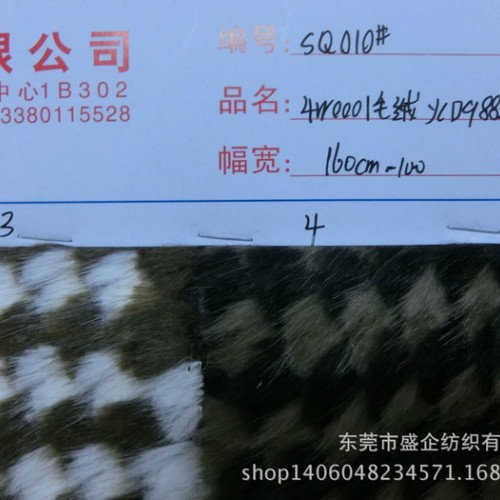 限公司
编号: SQ010#
中心1B302
13380115528
品名: 4W0001毛绒 YCD988
幅宽: 160cm-100
3
4
东莞市盛企纺织有
shop1406048234571.168